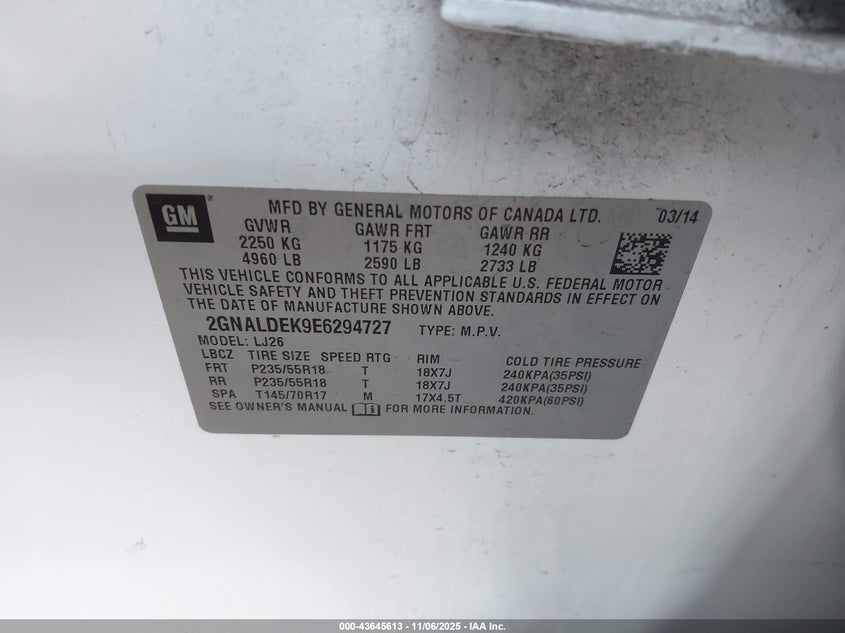 GM
MFD BY GENERAL MOTORS OF CANADA LTD. 03/14
GVWR GAWR FRT GAWR RR
2250 KG 1175 KG 1240 KG
4960 LB 2590 LB 2733 LB
THIS VEHICLE CONFORMS TO ALL APPLICABLE U.S. FEDERAL MOTOR
VEHICLE SAFETY AND THEFT PREVENTION STANDARDS IN EFFECT ON
THE DATE OF MANUFACTURE SHOWN ABOVE.
2GNALDEK9E6294727 TYPE: M.P.V.
MODEL: LJ26
LBCZ TIRE SIZE SPEED RTG RIM COLD TIRE PRESSURE
FRT P235/55R18 T 18X7J 240KPA(35PSI)
RR P235/55R18 T 18X7J 240KPA(35PSI)
SPA T145/70R17 M 17X4.5T 420KPA(60PSI)
SEE OWNER'S MANUAL FOR MORE INFORMATION.
000-43645613 - 11/06/2025 - IAA Inc.